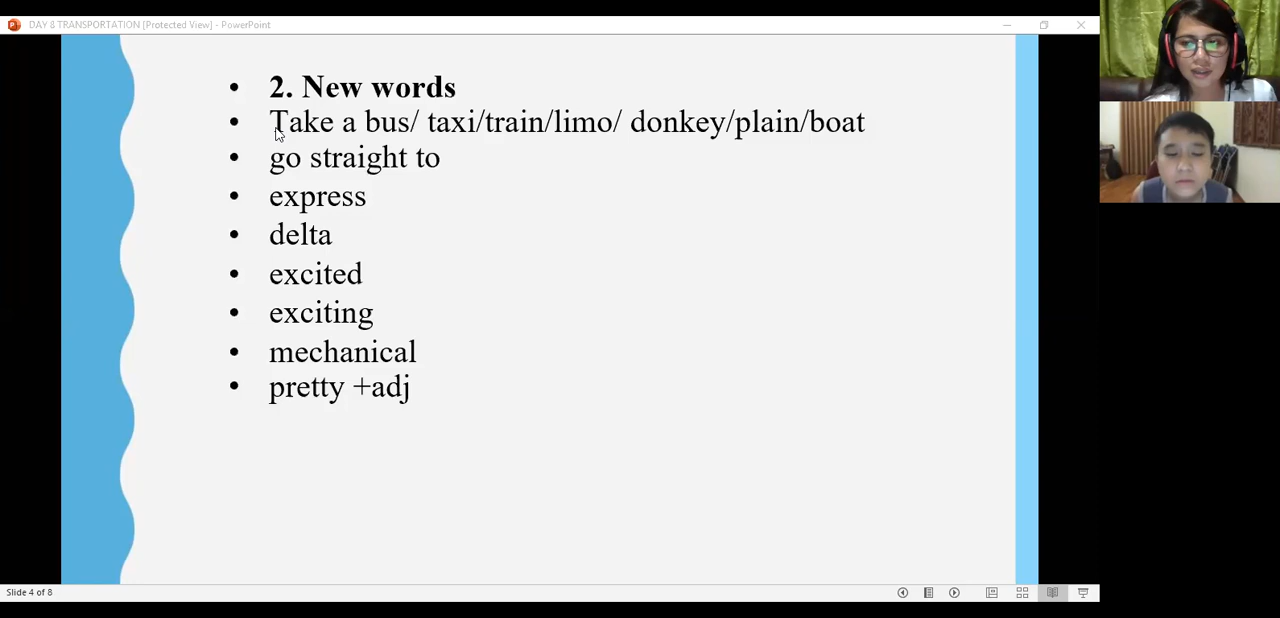 DAY 8 TRANSPORTATION [Protected View] - PowerPoint
2. New words
Take a bus/ taxi/train/limo/ donkey/plain/boat
go straight to
express
delta
excited
exciting
mechanical
pretty +adj
Slide 4 of 8